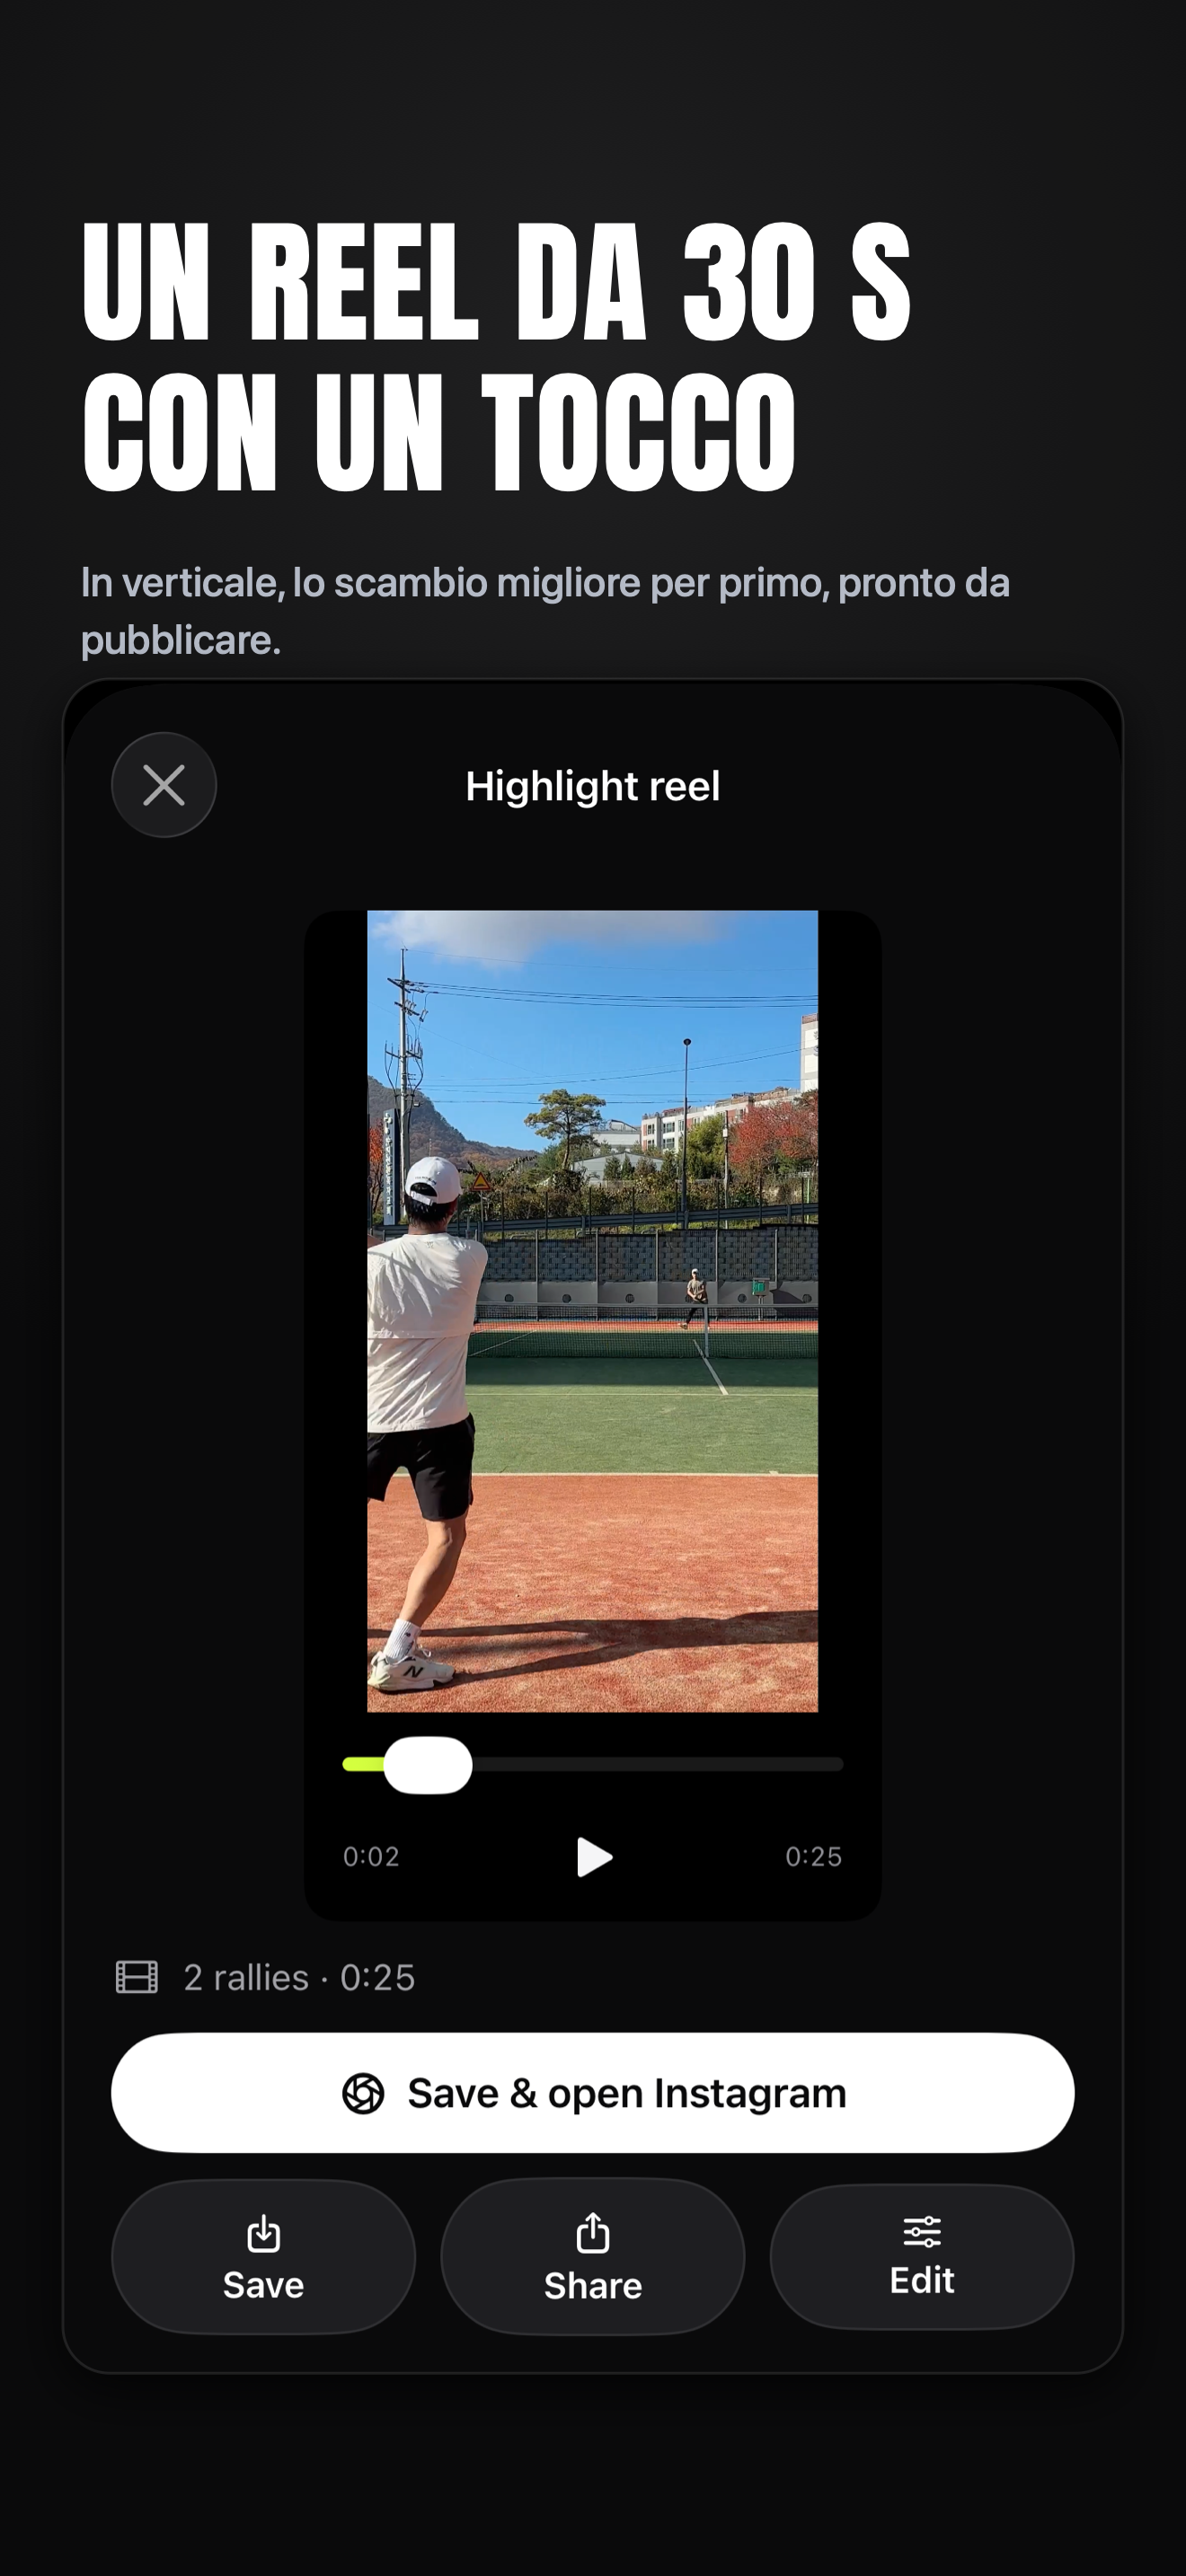 UN REEL DA 30 S
CON UN TOCCO
In verticale, lo scambio migliore per primo, pronto da
pubblicare.
Highlight reel
N
0:02
0:25
2 rallies · 0:25
Save & open Instagram
Save
Share
Edit